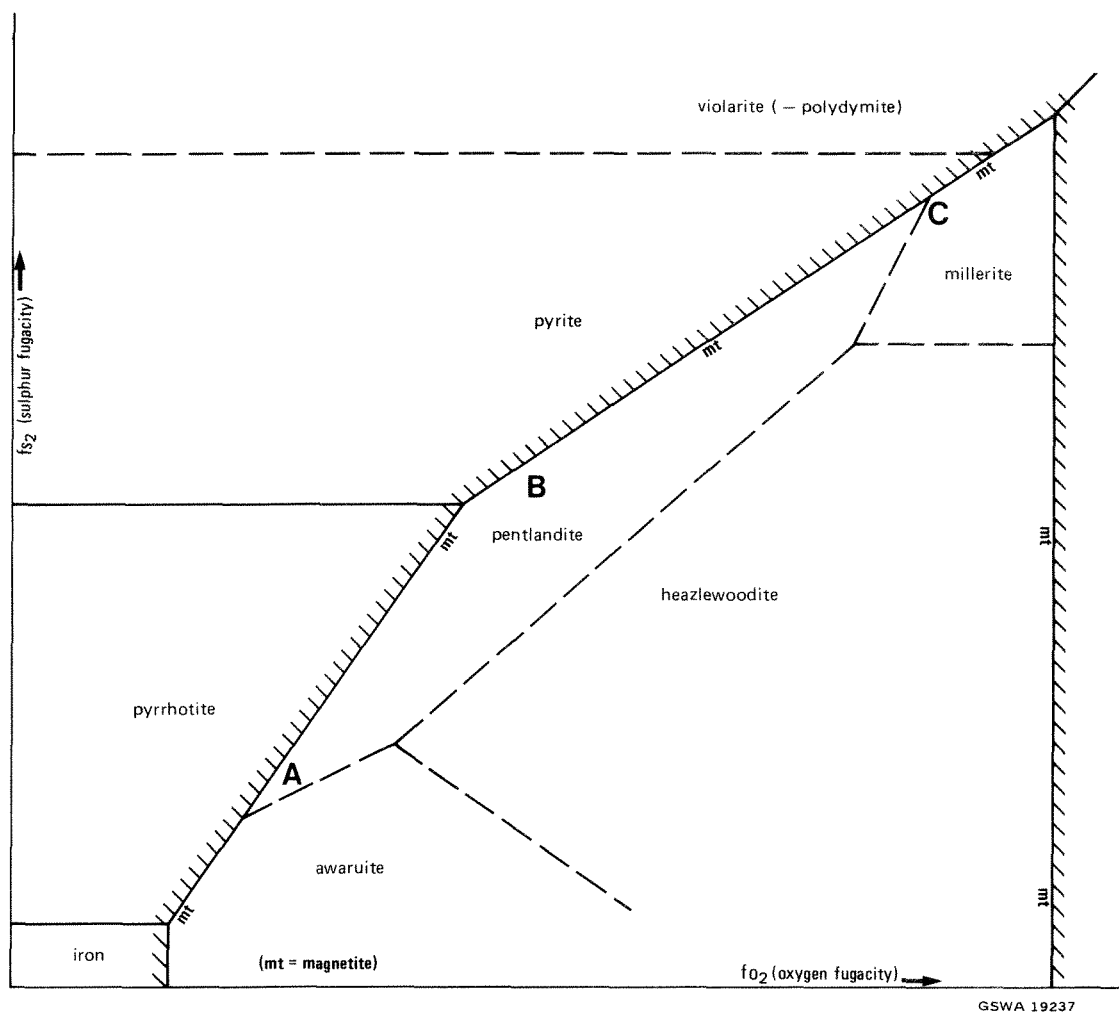 violarite ( — polydymite)
mt
C
millerite
fS2 (sulphur fugacity)
pyrite
mt
B
pentlandite
mt
mt
heazlewoodite
pyrrhotite
A
awaruite
mt
mt
iron
(mt = magnetite)
fO2 (oxygen fugacity)
GSWA 19237